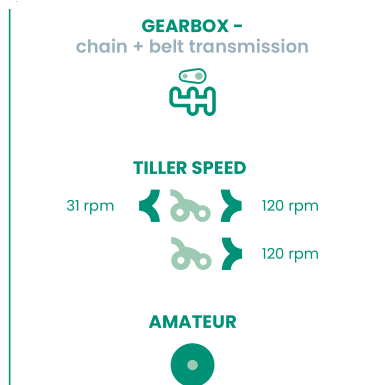 GEARBOX -
chain + belt transmission
TILLER SPEED
31 rpm 120 rpm
120 rpm
AMATEUR